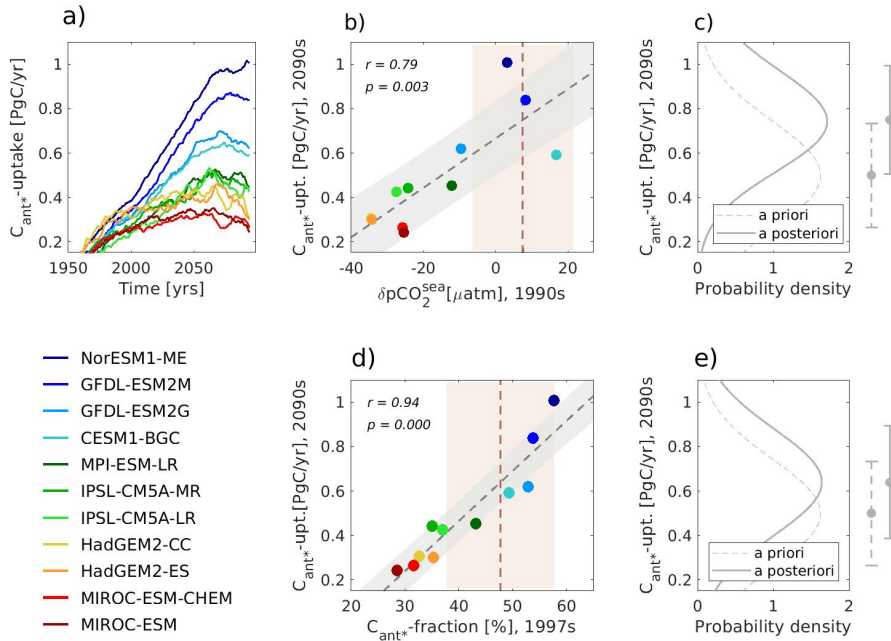 a)
C_ant*-uptake [PgC/yr]
1
0.8
0.6
0.4
0.2
1950 2000 2050
Time [yrs]
b)
C_ant*-upt. [PgC/yr], 2090s
1
0.8
0.6
0.4
0.2
r = 0.79
p = 0.003
-40 -20 0 20
δpCO₂^sea[μatm], 1990s
c)
C_ant*-upt. [PgC/yr], 2090s
1
0.8
0.6
0.4
0.2
a priori
a posteriori
0 1 2
Probability density
NorESM1-ME
GFDL-ESM2M
GFDL-ESM2G
CESM1-BGC
MPI-ESM-LR
IPSL-CM5A-MR
IPSL-CM5A-LR
HadGEM2-CC
HadGEM2-ES
MIROC-ESM-CHEM
MIROC-ESM
d)
C_ant*-upt.[PgC/yr], 2090s
1
0.8
0.6
0.4
0.2
r = 0.94
p = 0.000
20 30 40 50 60
C_ant*-fraction [%], 1997s
e)
C_ant*-upt. [PgC/yr], 2090s
1
0.8
0.6
0.4
0.2
a priori
a posteriori
0 1 2
Probability density